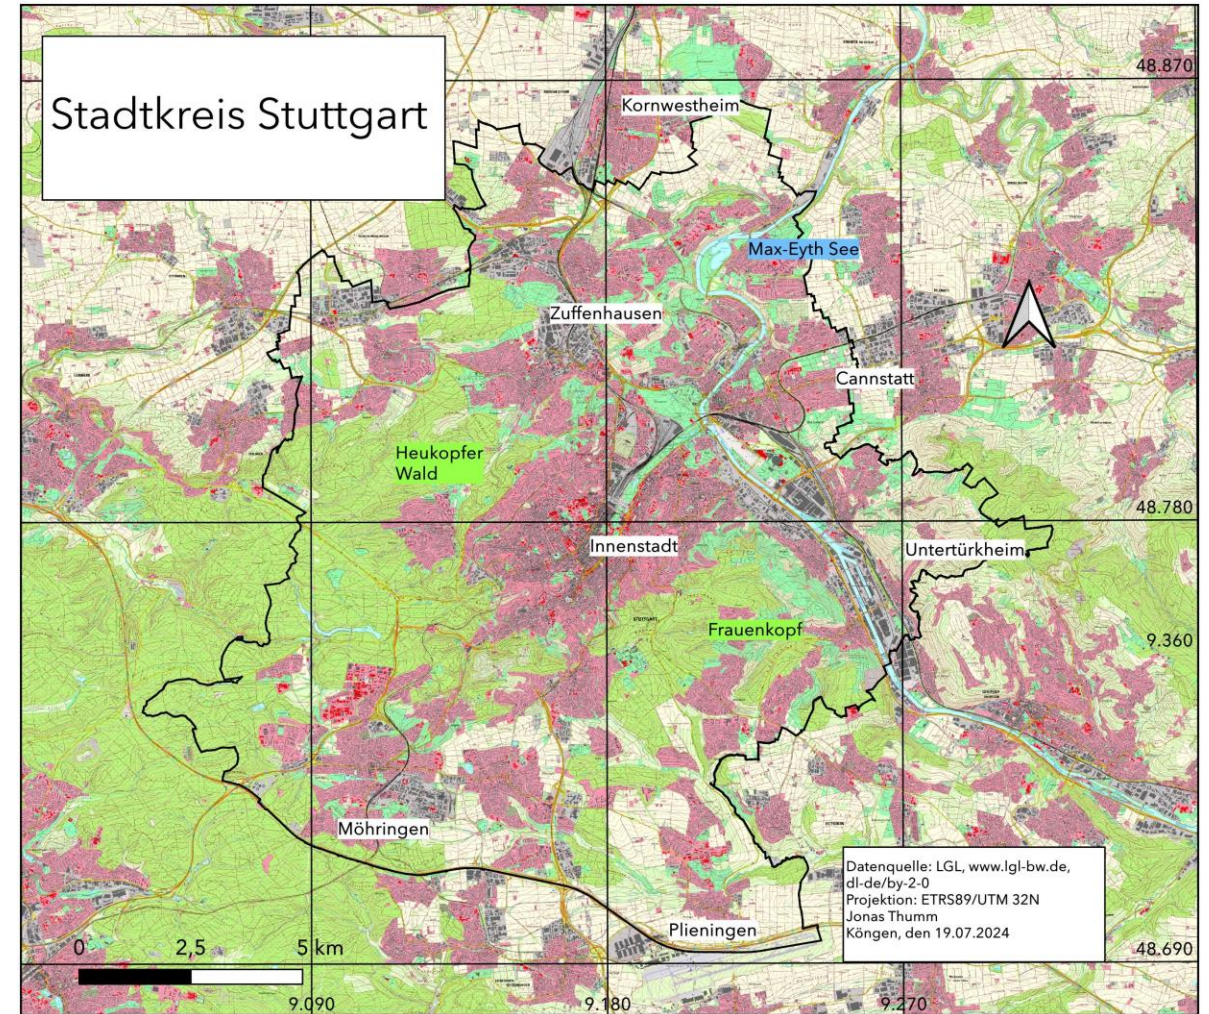 48.870
Stadtkreis Stuttgart
Kornwestheim
Max-Eyth See
Zuffenhausen
Cannstatt
Heukopfer
Wald
48.780
Innenstadt
Untertürkheim
Frauenkopf
9.360
Möhringen
Datenquelle: LGL, www.lgl-bw.de,
dl-de/by-2-0
Projektion: ETRS89/UTM 32N
Jonas Thumm
Köngen, den 19.07.2024
Plieningen
0 2,5 5 km
48.690
9.090 9.180 9.270